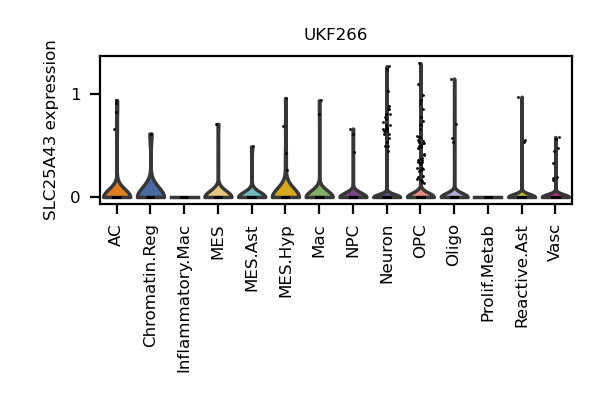 UKF266
SLC25A43 expression
1
0
AC
Chromatin.Reg
Inflammatory.Mac
MES
MES.Ast
MES.Hyp
Mac
NPC
Neuron
OPC
Oligo
Prolif.Metab
Reactive.Ast
Vasc